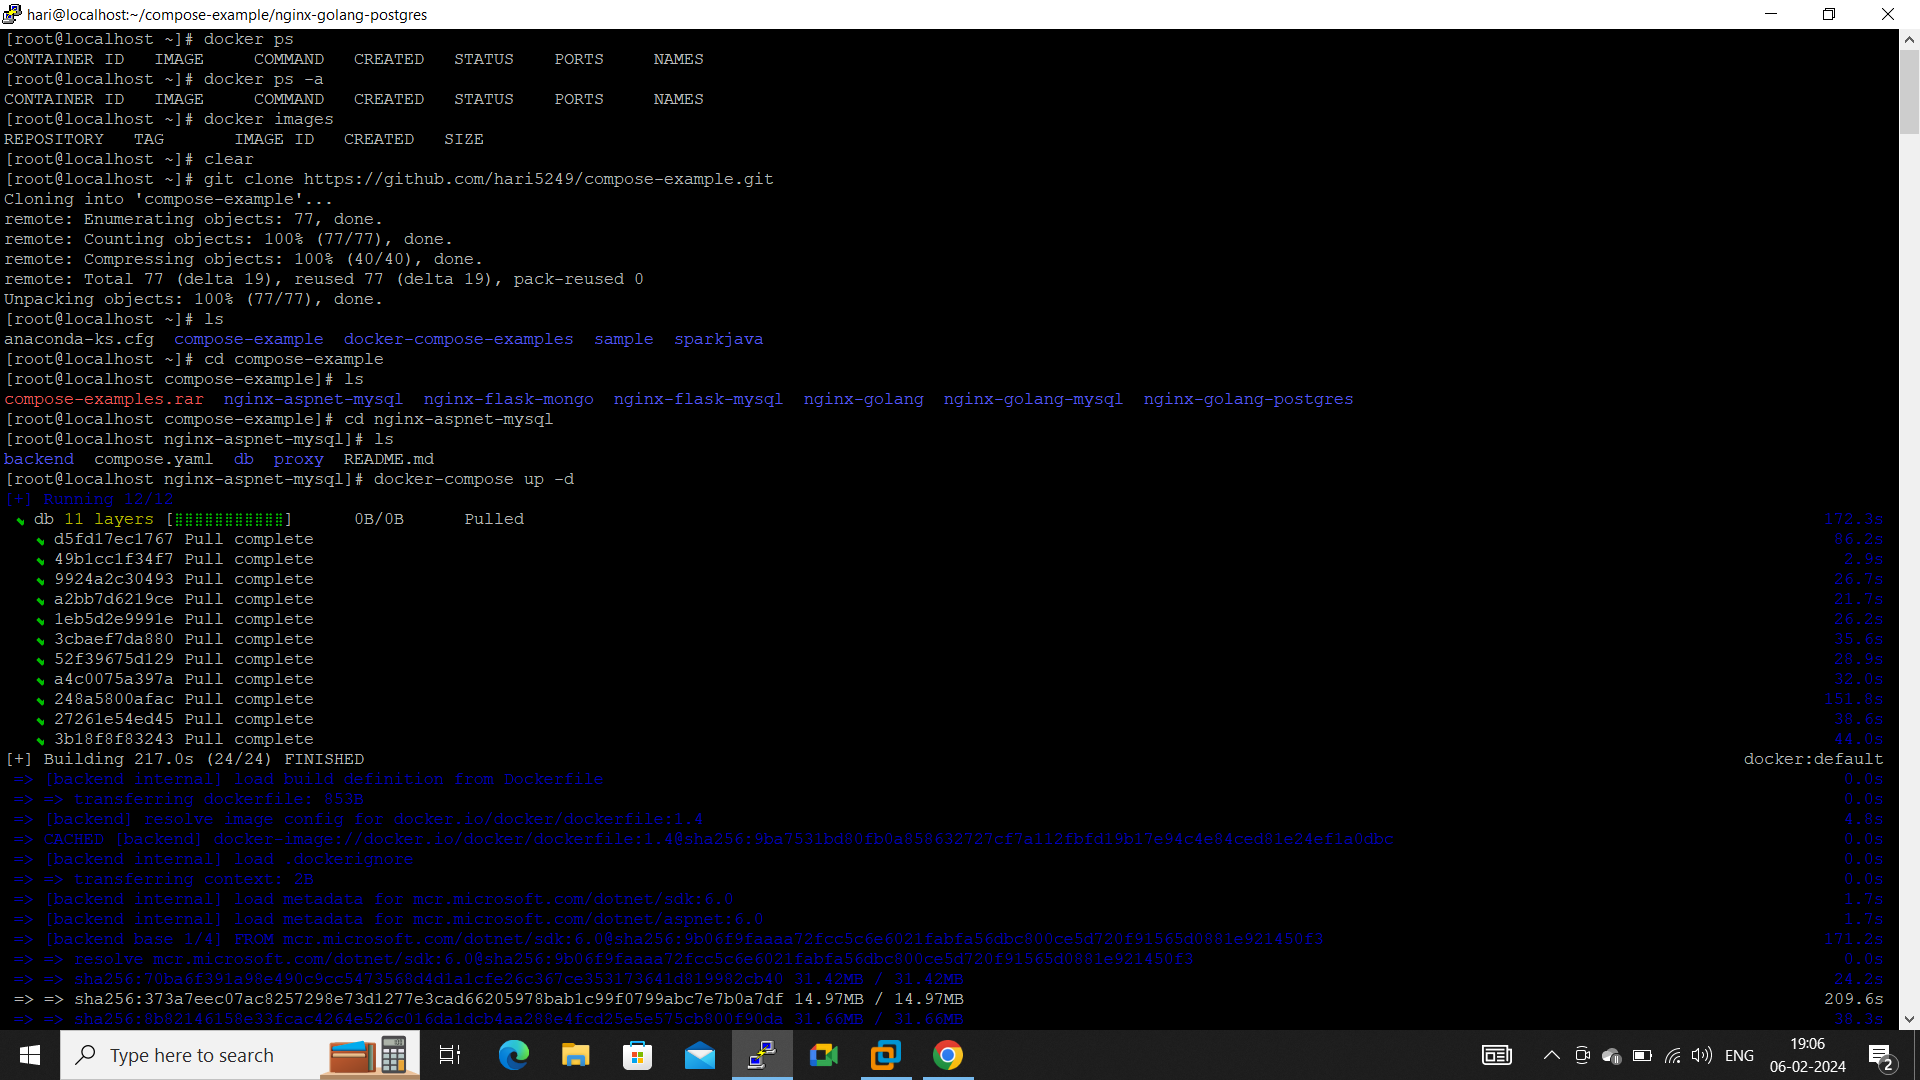 hari@localhost:~/compose-example/nginx-golang-postgres
[root@localhost ~]# docker ps
CONTAINER ID   IMAGE     COMMAND   CREATED   STATUS    PORTS     NAMES
[root@localhost ~]# docker ps -a
CONTAINER ID   IMAGE     COMMAND   CREATED   STATUS    PORTS     NAMES
[root@localhost ~]# docker images
REPOSITORY   TAG       IMAGE ID   CREATED   SIZE
[root@localhost ~]# clear
[root@localhost ~]# git clone https://github.com/hari5249/compose-example.git
Cloning into 'compose-example'...
remote: Enumerating objects: 77, done.
remote: Counting objects: 100% (77/77), done.
remote: Compressing objects: 100% (40/40), done.
remote: Total 77 (delta 19), reused 77 (delta 19), pack-reused 0
Unpacking objects: 100% (77/77), done.
[root@localhost ~]# ls
anaconda-ks.cfg  compose-example  docker-compose-examples  sample  sparkjava
[root@localhost ~]# cd compose-example
[root@localhost compose-example]# ls
compose-examples.rar  nginx-aspnet-mysql  nginx-flask-mongo  nginx-flask-mysql  nginx-golang  nginx-golang-mysql  nginx-golang-postgres
[root@localhost compose-example]# cd nginx-aspnet-mysql
[root@localhost nginx-aspnet-mysql]# ls
backend  compose.yaml  db  proxy  README.md
[root@localhost nginx-aspnet-mysql]# docker-compose up -d
[+] Running 12/12
db 11 layers [⣿⣿⣿⣿⣿⣿⣿⣿⣿⣿⣿]      0B/0B      Pulled 172.3s
d5fd17ec1767 Pull complete 86.2s
49b1cc1f34f7 Pull complete 2.9s
9924a2c30493 Pull complete 26.7s
a2bb7d6219ce Pull complete 21.7s
1eb5d2e9991e Pull complete 26.2s
3cbaef7da880 Pull complete 35.6s
52f39675d129 Pull complete 28.9s
a4c0075a397a Pull complete 32.0s
248a5800afac Pull complete 151.8s
27261e54ed45 Pull complete 38.6s
3b18f8f83243 Pull complete 44.0s
[+] Building 217.0s (24/24) FINISHED docker:default
=> [backend internal] load build definition from Dockerfile 0.0s
=> => transferring dockerfile: 853B 0.0s
=> [backend] resolve image config for docker.io/docker/dockerfile:1.4 4.8s
=> CACHED [backend] docker-image://docker.io/docker/dockerfile:1.4@sha256:9ba7531bd80fb0a858632727cf7a112fbfd19b17e94c4e84ced81e24ef1a0dbc 0.0s
=> [backend internal] load .dockerignore 0.0s
=> => transferring context: 2B 0.0s
=> [backend internal] load metadata for mcr.microsoft.com/dotnet/sdk:6.0 1.7s
=> [backend internal] load metadata for mcr.microsoft.com/dotnet/aspnet:6.0 1.7s
=> [backend base 1/4] FROM mcr.microsoft.com/dotnet/sdk:6.0@sha256:9b06f9faaaa72fcc5c6e6021fabfa56dbc800ce5d720f91565d0881e921450f3 171.2s
=> => resolve mcr.microsoft.com/dotnet/sdk:6.0@sha256:9b06f9faaaa72fcc5c6e6021fabfa56dbc800ce5d720f91565d0881e921450f3 0.0s
=> => sha256:70ba6f391a98e490c9cc5473568d4d1a1cfe26c367ce353173641d819982cb40 31.42MB / 31.42MB 24.2s
=> => sha256:373a7eec07ac8257298e73d1277e3cad66205978bab1c99f0799abc7e7b0a7df 14.97MB / 14.97MB 209.6s
=> => sha256:8b82146158e33fcac4264e526c016da1dcb4aa288e4fcd25e5e575cb800f90da 31.66MB / 31.66MB 38.3s
Type here to search
ENG
19:06
06-02-2024
2